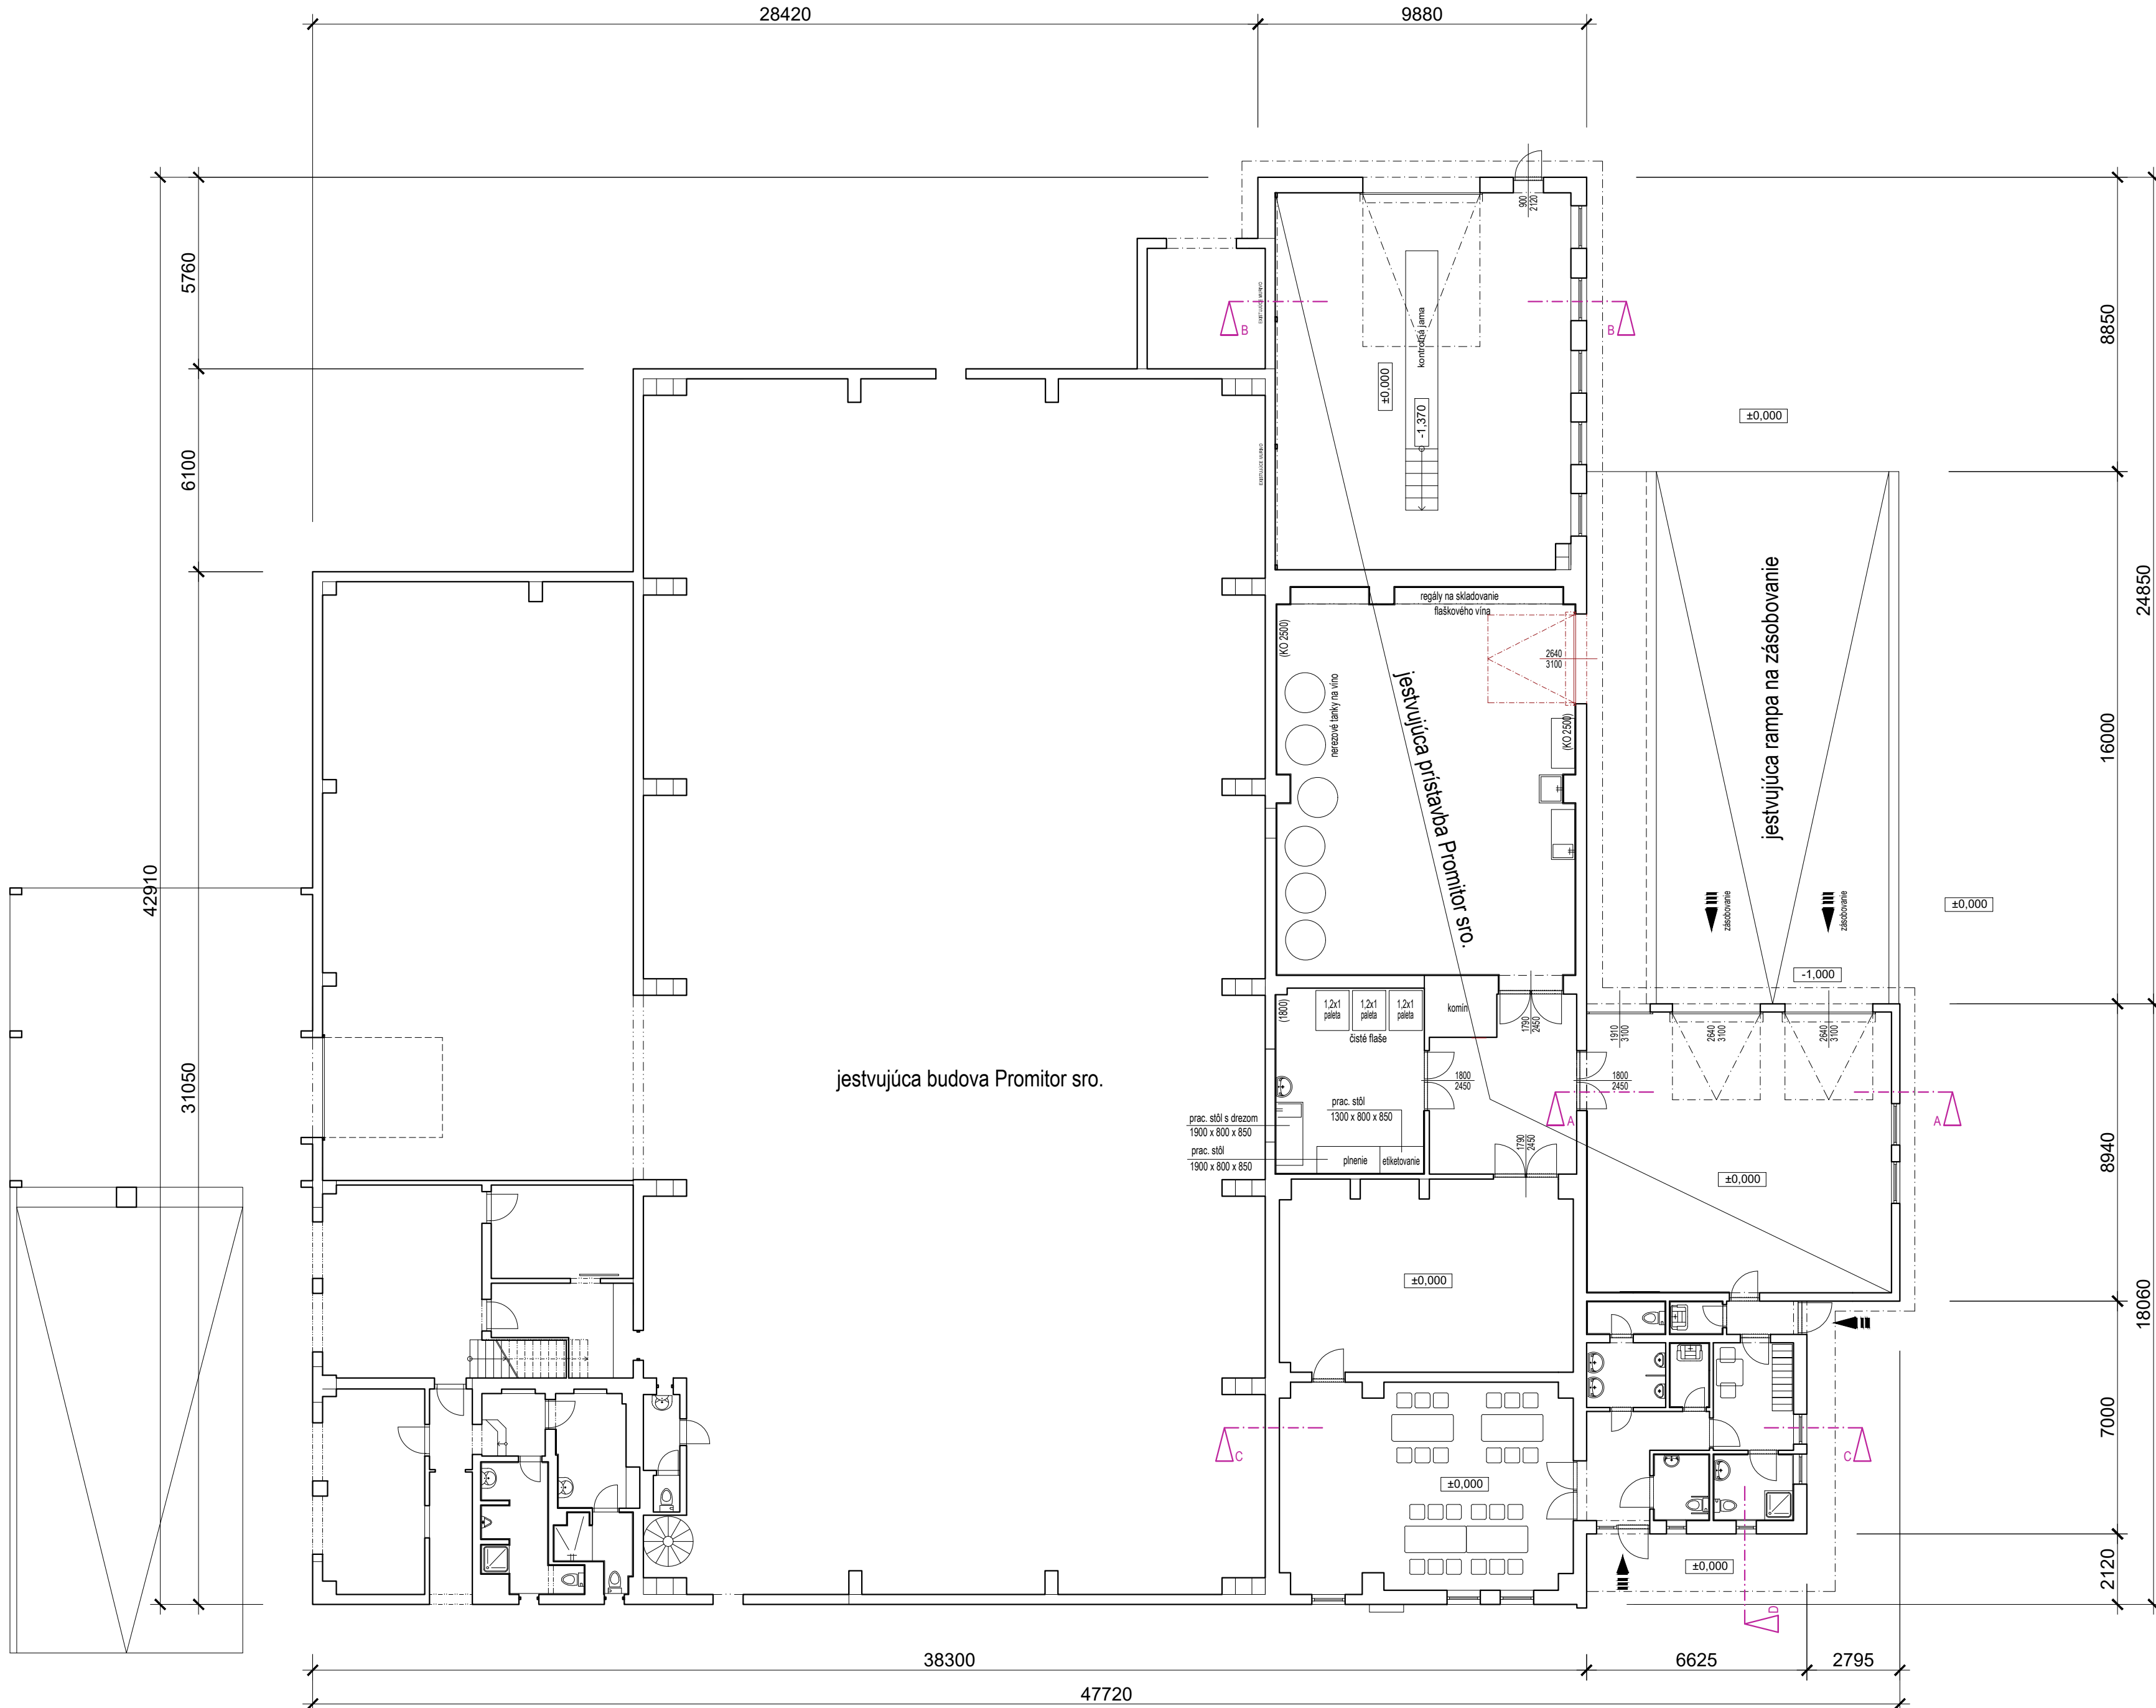 28420
9880
5760
6100
31050
42910
8850
16000
24850
8940
7000
2120
18060
900
2120
B
B
kontrolná jama
±0,000
-1,370
±0,000
regály na skladovanie
flaškového vína
(KO 2500)
2640
3100
nerezové tanky na víno
(KO 2500)
jestvujúca prístavba Promitor sro.
jestvujúca rampa na zásobovanie
zásobovanie
zásobovanie
±0,000
-1,000
(1800)
1,2x1
paleta
1,2x1
paleta
1,2x1
paleta
čisté flaše
komín
1790
2450
1910
3100
2640
3100
2640
3100
jestvujúca budova Promitor sro.
1800
2450
1800
2450
A
A
prac. stôl
1300 x 800 x 850
prac. stôl s drezom
1900 x 800 x 850
prac. stôl
1900 x 800 x 850
plnenie
etiketovanie
1790
2450
±0,000
±0,000
C
C
±0,000
±0,000
D
38300
6625
2795
47720